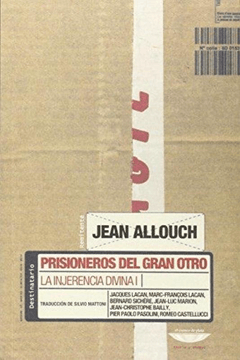 JEAN ALLOUCH
Destinatario
PRISIONEROS DEL GRAN OTRO
LA INJERENCIA DIVINA I
TRADUCCIÓN DE SILVIO MATTONI
JACQUES LACAN, MARC-FRANÇOIS LACAN,
BERNARD SICHÈRE, JEAN-LUC MARION,
JEAN-CHRISTOPHE BAILLY,
PIER PAOLO PASOLINI, ROMEO CASTELLUCCI